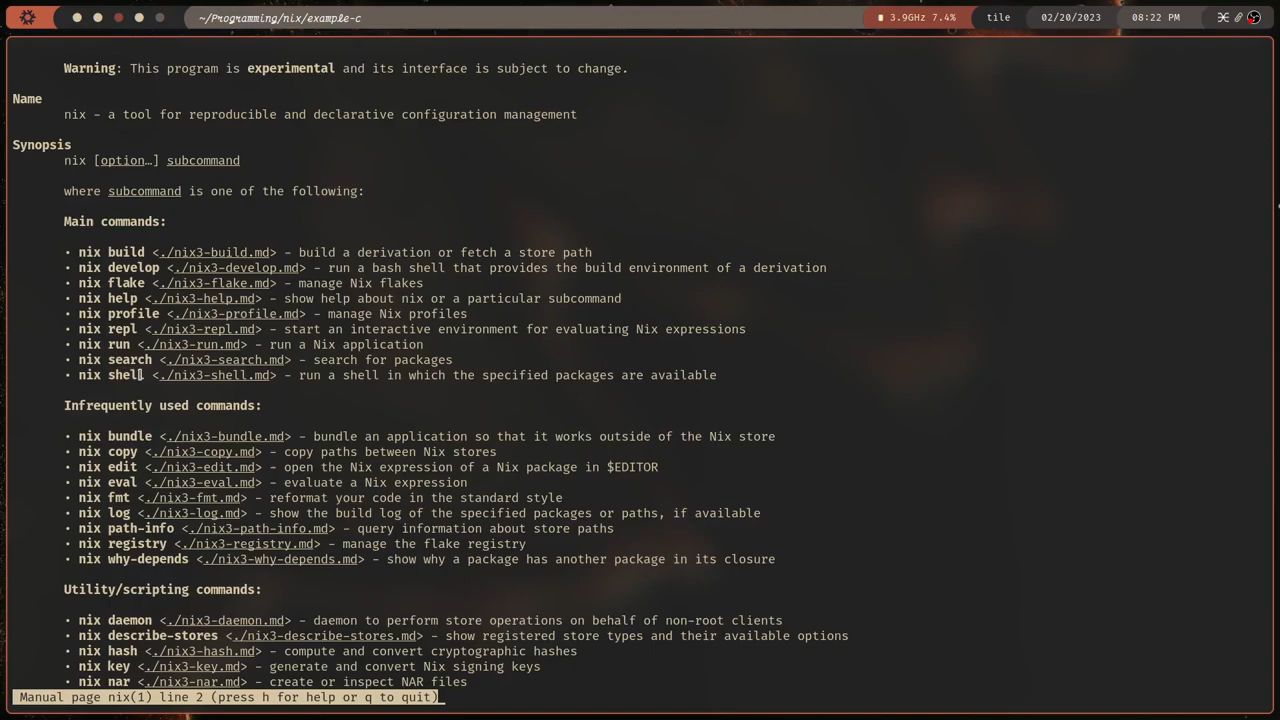 ~/Programming/nix/example-c
3.9GHz 7.4%
tile
02/20/2023
08:22 PM
Warning: This program is experimental and its interface is subject to change.
Name
nix - a tool for reproducible and declarative configuration management
Synopsis
nix [option…] subcommand
where subcommand is one of the following:
Main commands:
• nix build <./nix3-build.md> - build a derivation or fetch a store path
• nix develop <./nix3-develop.md> - run a bash shell that provides the build environment of a derivation
• nix flake <./nix3-flake.md> - manage Nix flakes
• nix help <./nix3-help.md> - show help about nix or a particular subcommand
• nix profile <./nix3-profile.md> - manage Nix profiles
• nix repl <./nix3-repl.md> - start an interactive environment for evaluating Nix expressions
• nix run <./nix3-run.md> - run a Nix application
• nix search <./nix3-search.md> - search for packages
• nix shell <./nix3-shell.md> - run a shell in which the specified packages are available
Infrequently used commands:
• nix bundle <./nix3-bundle.md> - bundle an application so that it works outside of the Nix store
• nix copy <./nix3-copy.md> - copy paths between Nix stores
• nix edit <./nix3-edit.md> - open the Nix expression of a Nix package in $EDITOR
• nix eval <./nix3-eval.md> - evaluate a Nix expression
• nix fmt <./nix3-fmt.md> - reformat your code in the standard style
• nix log <./nix3-log.md> - show the build log of the specified packages or paths, if available
• nix path-info <./nix3-path-info.md> - query information about store paths
• nix registry <./nix3-registry.md> - manage the flake registry
• nix why-depends <./nix3-why-depends.md> - show why a package has another package in its closure
Utility/scripting commands:
• nix daemon <./nix3-daemon.md> - daemon to perform store operations on behalf of non-root clients
• nix describe-stores <./nix3-describe-stores.md> - show registered store types and their available options
• nix hash <./nix3-hash.md> - compute and convert cryptographic hashes
• nix key <./nix3-key.md> - generate and convert Nix signing keys
• nix nar <./nix3-nar.md> - create or inspect NAR files
Manual page nix(1) line 2 (press h for help or q to quit)